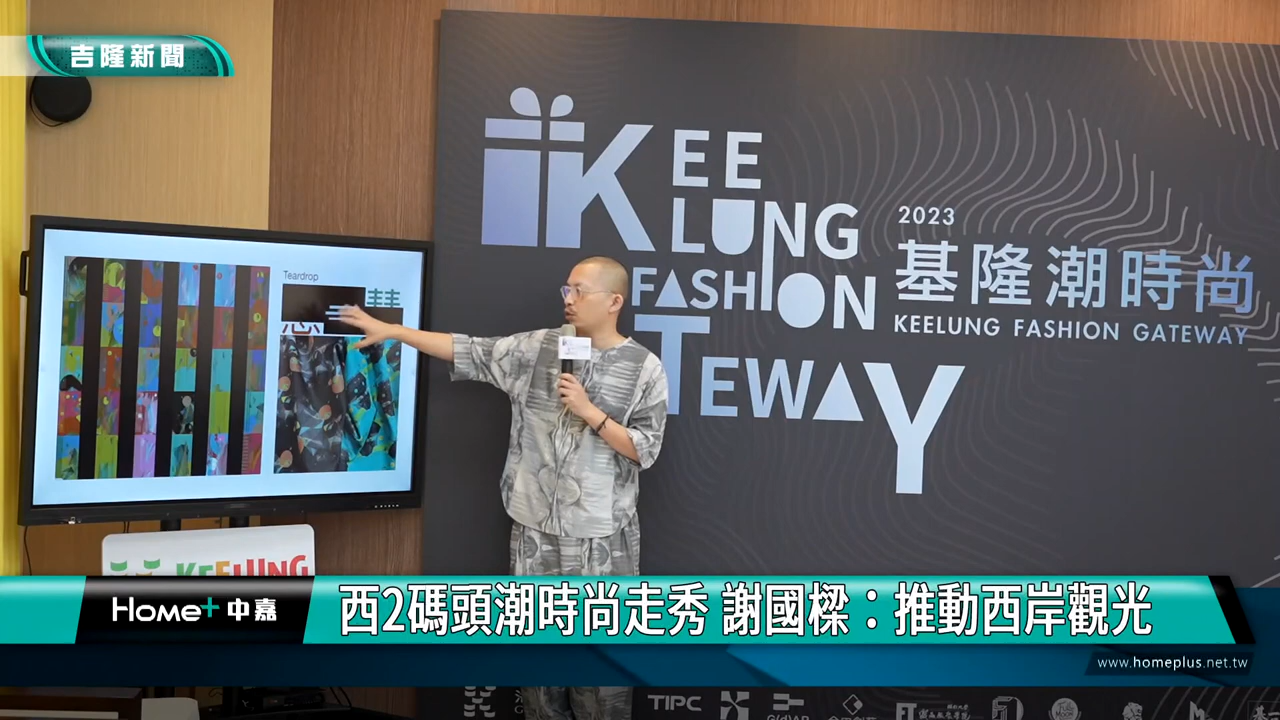 吉隆新聞
KEE
LUNG
FASHION
GATEWAY
2023
基隆潮時尚
KEELUNG FASHION GATEWAY
Teardrop
KEELUNG
Home+ 中嘉
西2碼頭潮時尚走秀 謝國樑：推動西岸觀光
www.homeplus.net.tw
TIPC